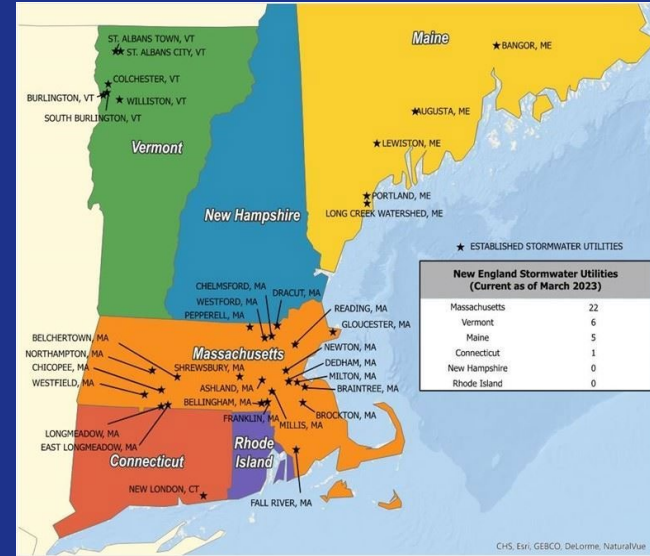 ST. ALBANS TOWN, VT
ST. ALBANS CITY, VT
COLCHESTER, VT
BURLINGTON, VT
WILLISTON, VT
SOUTH BURLINGTON, VT
Vermont
New Hampshire
Maine
BANGOR, ME
AUGUSTA, ME
LEWISTON, ME
PORTLAND, ME
LONG CREEK WATERSHED, ME
ESTABLISHED STORMWATER UTILITIES
New England Stormwater Utilities
(Current as of March 2023)
Massachusetts 22
Vermont 6
Maine 5
Connecticut 1
New Hampshire 0
Rhode Island 0
CHELMSFORD, MA
DRACUT, MA
WESTFORD, MA
PEPPERELL, MA
READING, MA
GLOUCESTER, MA
BELCHERTOWN, MA
NORTHAMPTON, MA
CHICOPEE, MA
WESTFIELD, MA
Massachusetts
SHREWSBURY, MA
NEWTON, MA
DEDHAM, MA
MILTON, MA
BRAINTREE, MA
ASHLAND, MA
BELLINGHAM, MA
FRANKLIN, MA
MILLIS, MA
BROCKTON, MA
LONGMEADOW, MA
EAST LONGMEADOW, MA
Connecticut
Rhode
Island
NEW LONDON, CT
FALL RIVER, MA
CHS, Esri, GEBCO, DeLorme, NaturalVue